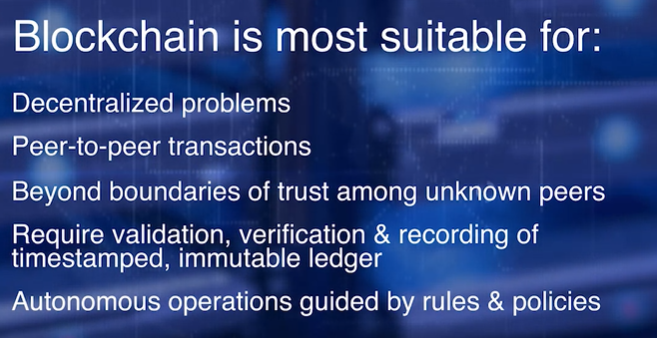 Blockchain is most suitable for:
Decentralized problems
Peer-to-peer transactions
Beyond boundaries of trust among unknown peers
Require validation, verification & recording of
timestamped, immutable ledger
Autonomous operations guided by rules & policies